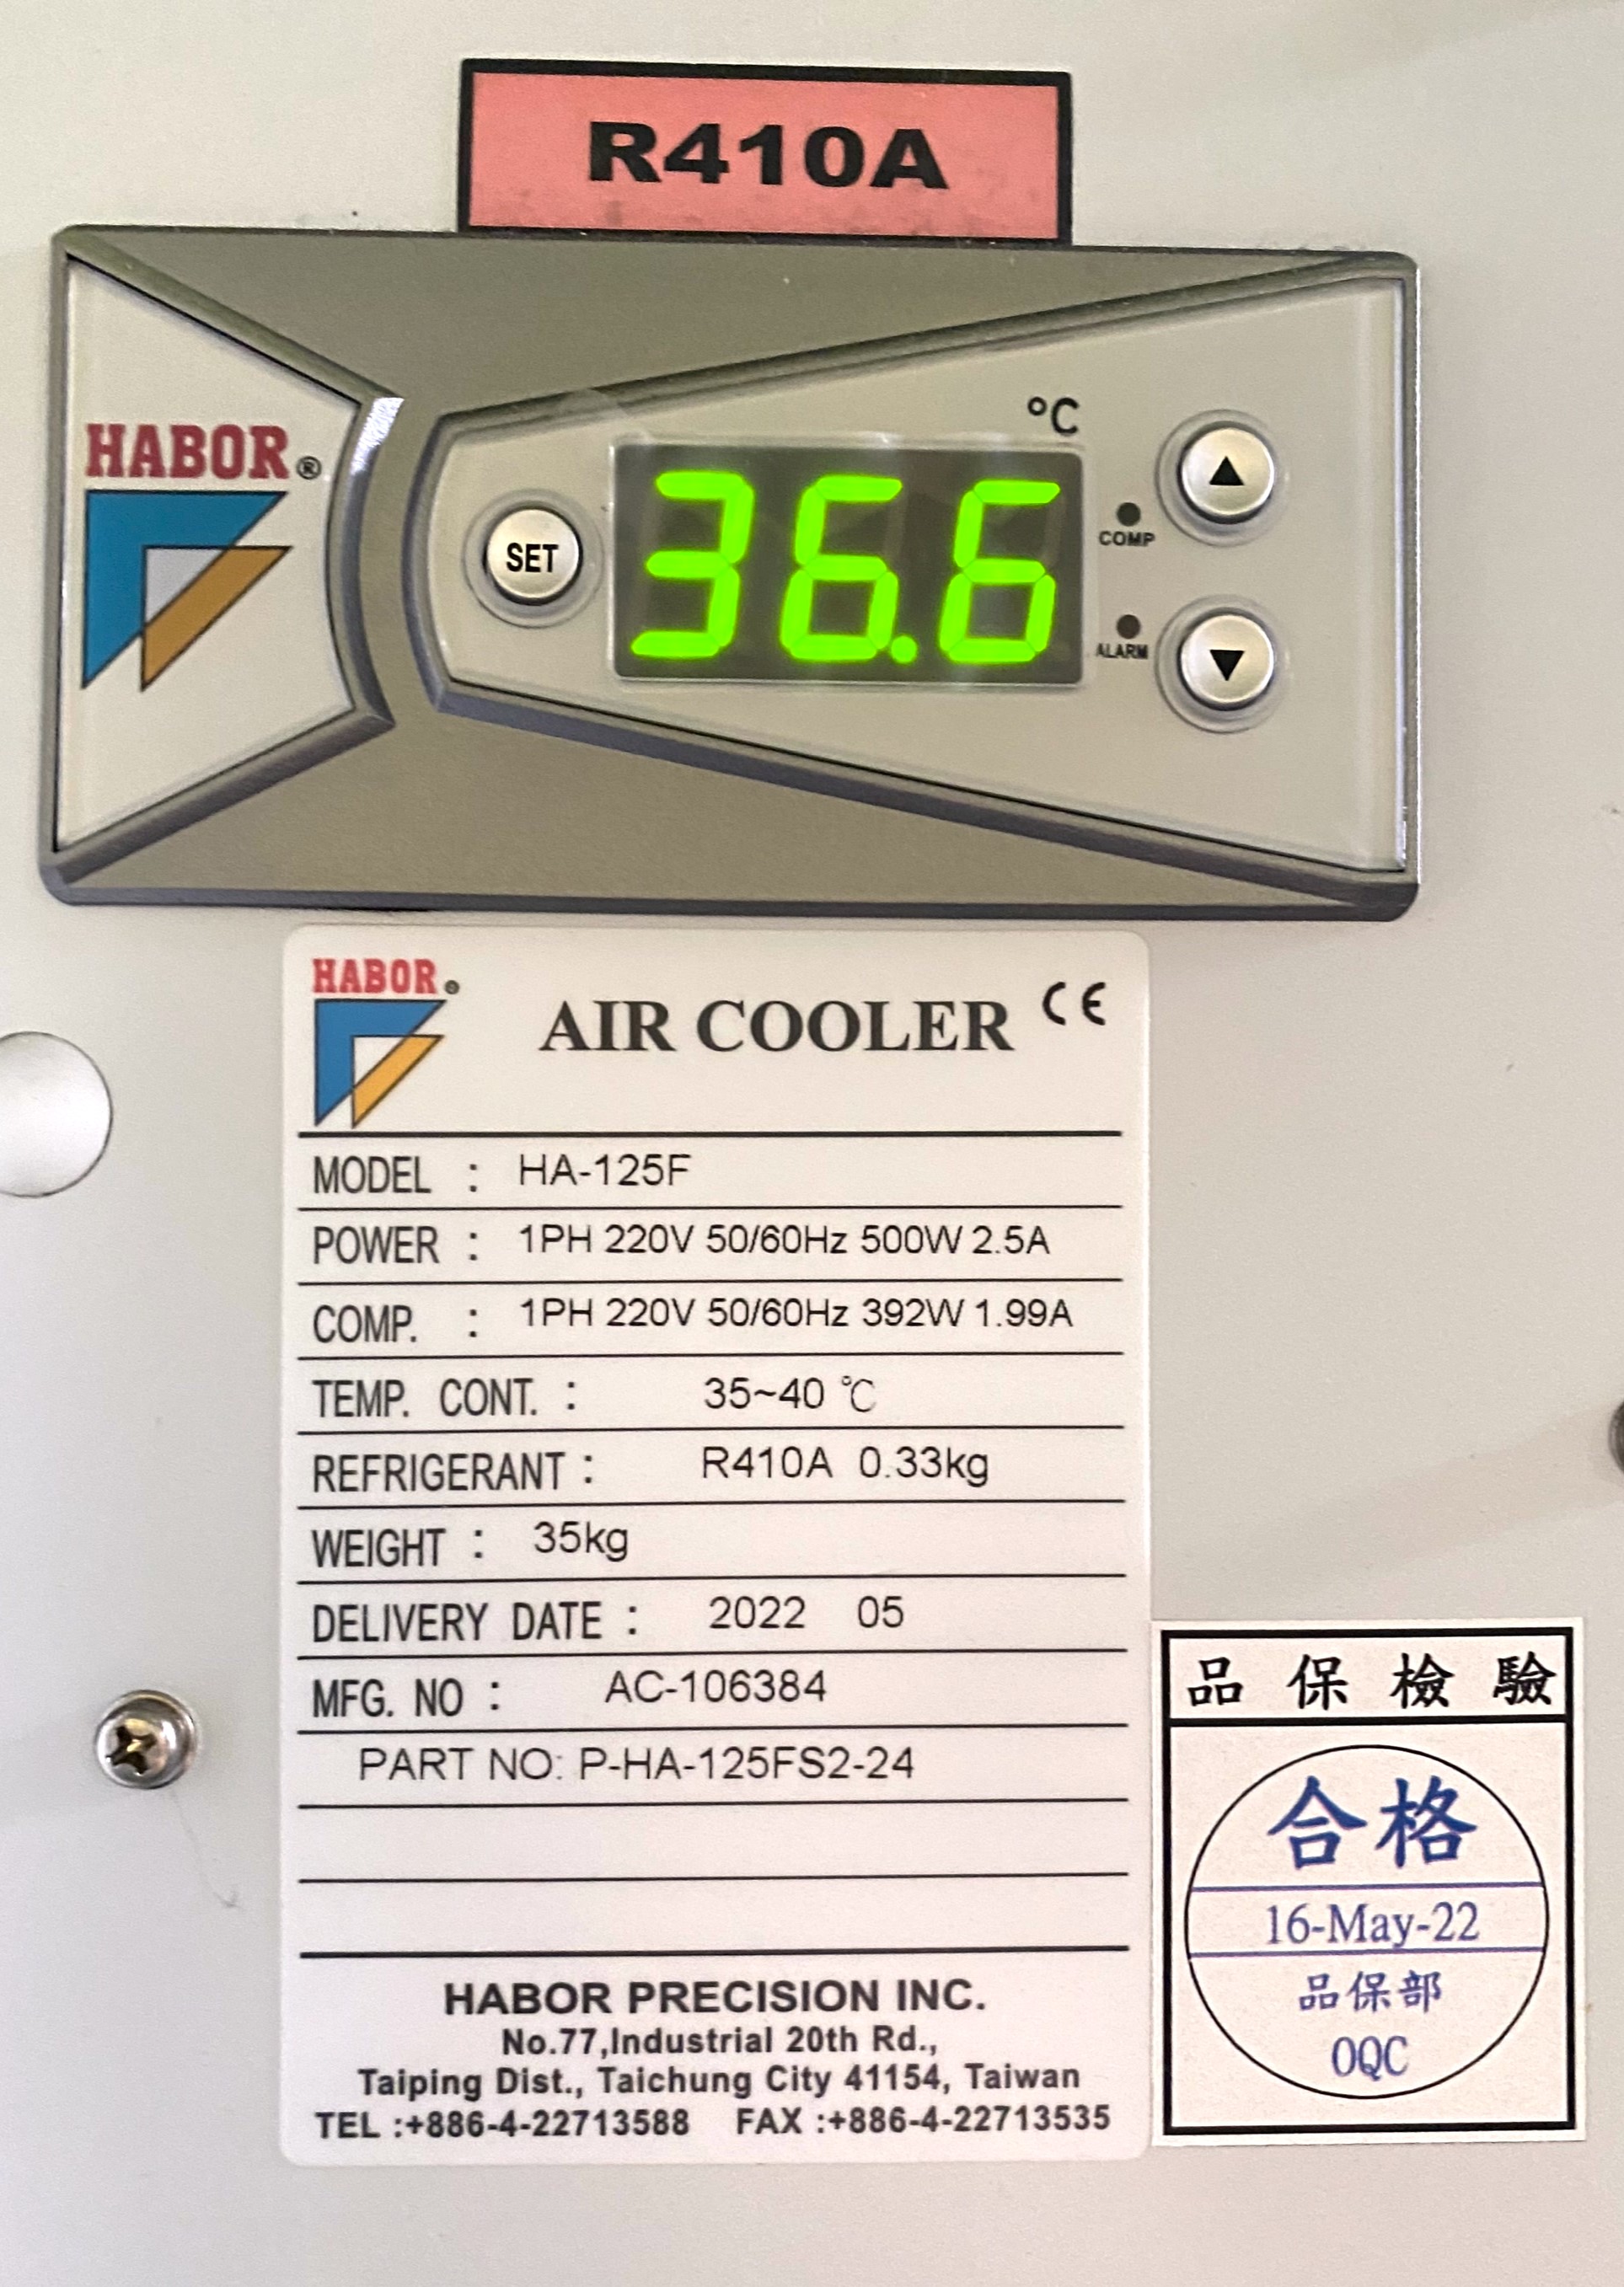 R410A
HABOR®
SET
°C
36.6
▲
COMP
ALARM
▼
HABOR®
AIR COOLER CE
MODEL : HA-125F
POWER : 1PH 220V 50/60Hz 500W 2.5A
COMP. : 1PH 220V 50/60Hz 392W 1.99A
TEMP. CONT. : 35~40 ℃
REFRIGERANT : R410A 0.33kg
WEIGHT : 35kg
DELIVERY DATE : 2022 05
MFG. NO : AC-106384
PART NO: P-HA-125FS2-24
HABOR PRECISION INC.
No.77,Industrial 20th Rd.,
Taiping Dist., Taichung City 41154, Taiwan
TEL :+886-4-22713588 FAX :+886-4-22713535
品保檢驗
合格
16-May-22
品保部
OQC